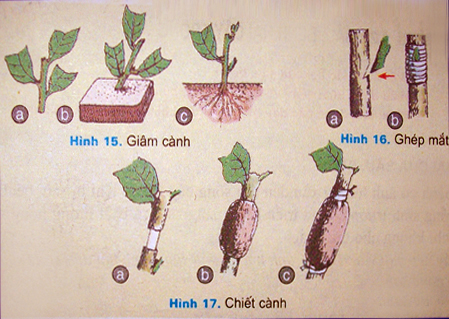 a b c a b
Hình 15. Giâm cành Hình 16. Ghép mắt
a b c
Hình 17. Chiết cành